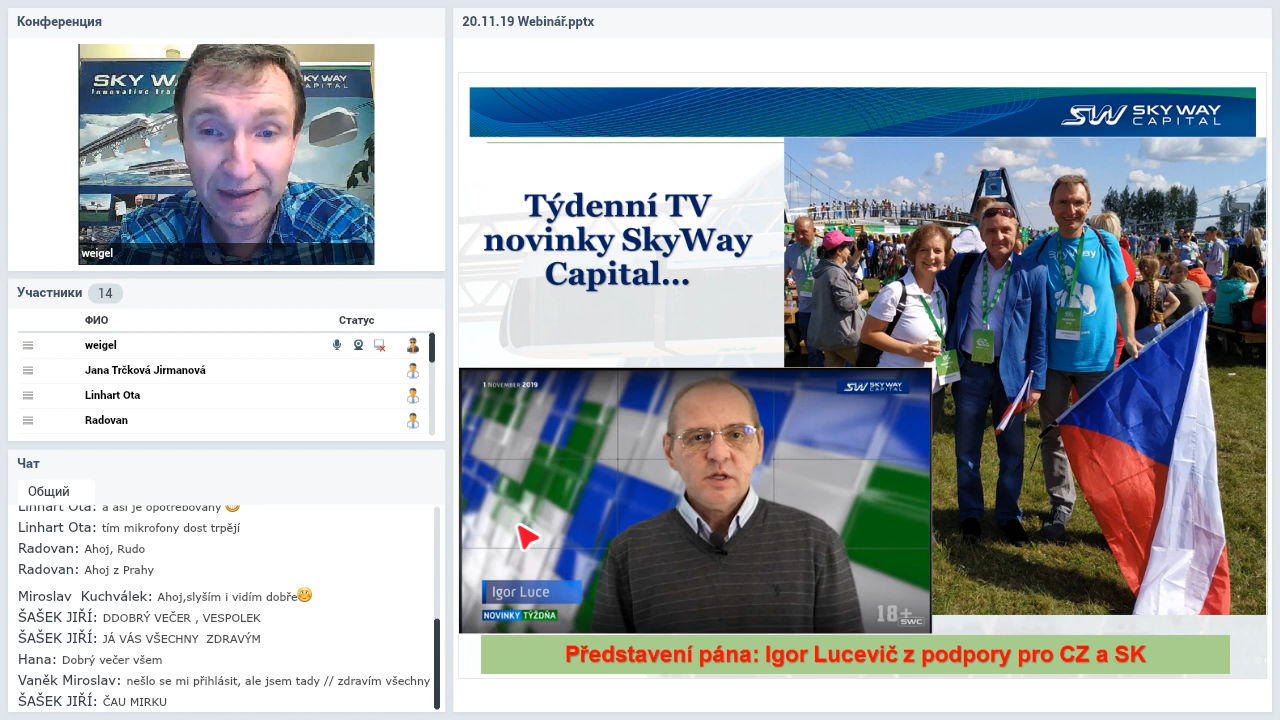 Конференция
SKY W
Innovative
SKY WAY
CAPITAL
weigel
Участники 14
ФИО Статус
weigel
Jana Trčková Jirmanová
Linhart Ota
Radovan
Чат
Общий
Linhart Ota: a asi je opotřebovaný
Linhart Ota: tím mikrofony dost trpějí
Radovan: Ahoj, Rudo
Radovan: Ahoj z Prahy
Miroslav Kuchválek: Ahoj,slyším i vidím dobře
ŠAŠEK JIŘÍ: DDOBRÝ VEČER , VESPOLEK
ŠAŠEK JIŘÍ: JÁ VÁS VŠECHNY ZDRAVÝM
Hana: Dobrý večer všem
Vaněk Miroslav: nešlo se mi přihlásit, ale jsem tady // zdravím všechny
ŠAŠEK JIŘÍ: ČAU MIRKU
20.11.19 Webinář.pptx
SW SKY WAY
CAPITAL
Týdenní TV
novinky SkyWay
Capital...
SKY WAY
1 NOVEMBER 2019
SW SKY WAY
CAPITAL
Igor Luce
NOVINKY TÝŽDŇA
18+
SWC
Představení pána: Igor Lucevič z podpory pro CZ a SK